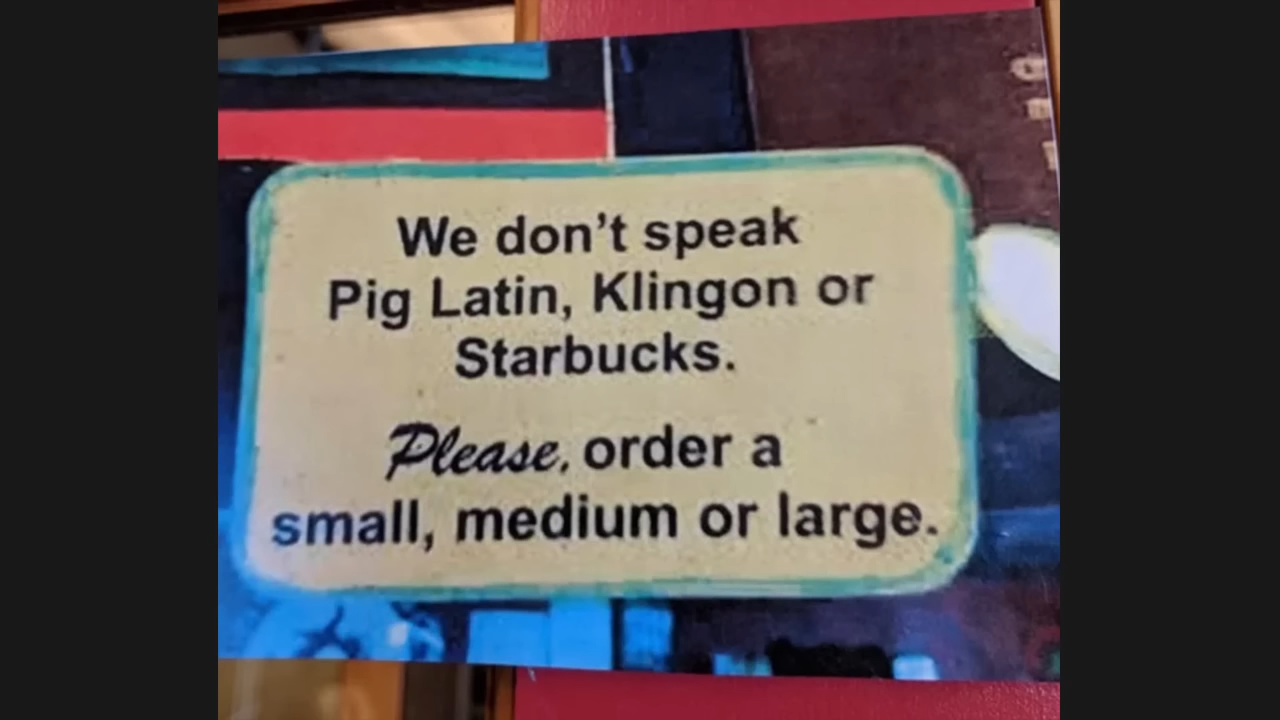 We don't speak
Pig Latin, Klingon or
Starbucks.
Please, order a
small, medium or large.